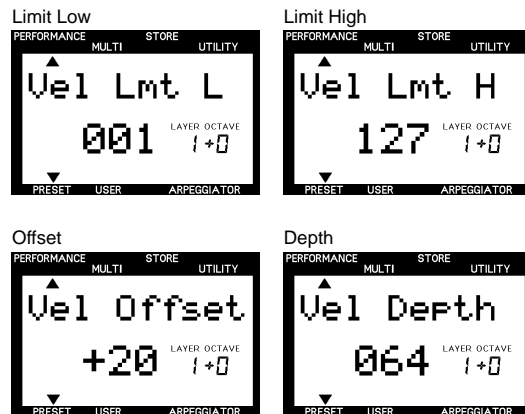 Limit Low
PERFORMANCE STORE
MULTI UTILITY
Vel Lmt L
001 LAYER OCTAVE
1 +0
PRESET USER ARPEGGIATOR
Limit High
PERFORMANCE STORE
MULTI UTILITY
Vel Lmt H
127 LAYER OCTAVE
1 +0
PRESET USER ARPEGGIATOR
Offset
PERFORMANCE STORE
MULTI UTILITY
Vel Offset
+20 LAYER OCTAVE
1 +0
PRESET USER ARPEGGIATOR
Depth
PERFORMANCE STORE
MULTI UTILITY
Vel Depth
064 LAYER OCTAVE
1 +0
PRESET USER ARPEGGIATOR